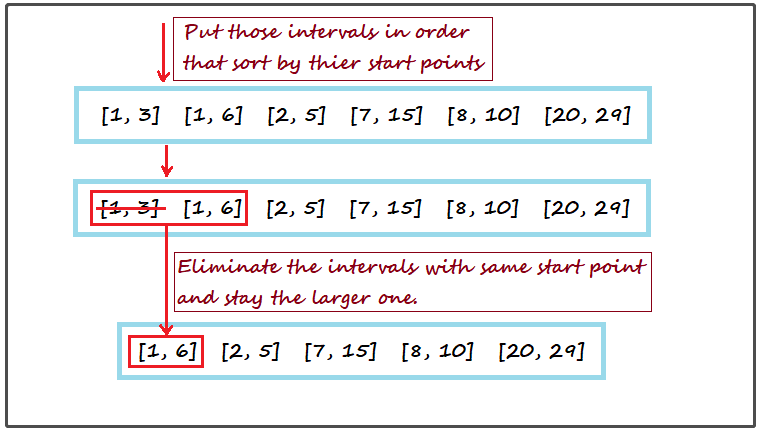 Put those intervals in order
that sort by thier start points
[1, 3] [1, 6] [2, 5] [7, 15] [8, 10] [20, 29]
[1, 3] [1, 6] [2, 5] [7, 15] [8, 10] [20, 29]
Eliminate the intervals with same start point
and stay the larger one.
[1, 6] [2, 5] [7, 15] [8, 10] [20, 29]